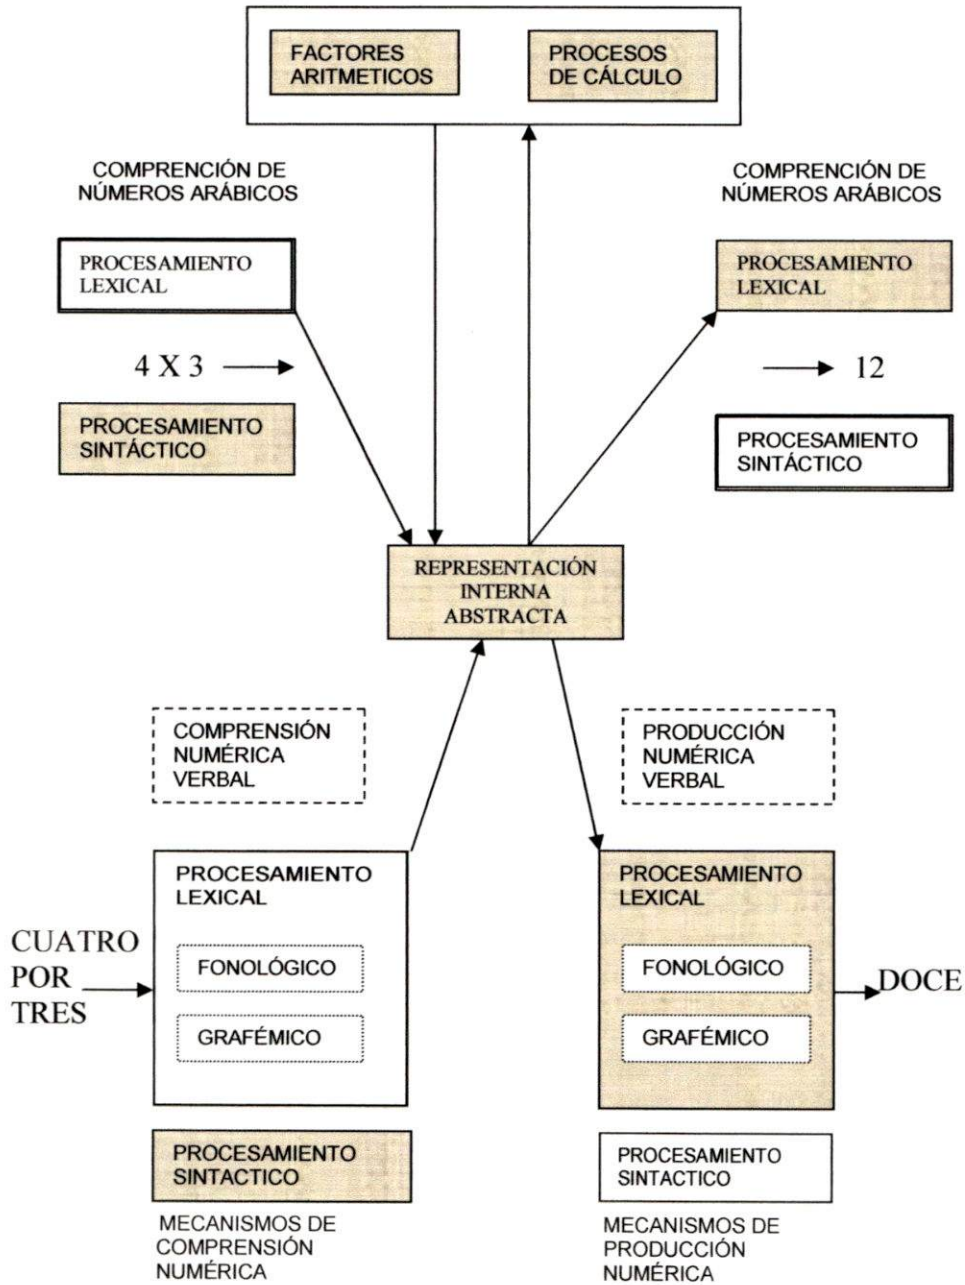 FACTORES
ARITMETICOS
PROCESOS
DE CÁLCULO
COMPRENCIÓN DE
NÚMEROS ARÁBICOS
COMPRENCIÓN DE
NÚMEROS ARÁBICOS
PROCESAMIENTO
LEXICAL
PROCESAMIENTO
LEXICAL
4 X 3
12
PROCESAMIENTO
SINTÁCTICO
PROCESAMIENTO
SINTÁCTICO
REPRESENTACIÓN
INTERNA
ABSTRACTA
COMPRENSIÓN
NUMÉRICA
VERBAL
PRODUCCIÓN
NUMÉRICA
VERBAL
PROCESAMIENTO
LEXICAL
FONOLÓGICO
GRAFÉMICO
PROCESAMIENTO
LEXICAL
FONOLÓGICO
GRAFÉMICO
CUATRO
POR
TRES
DOCE
PROCESAMIENTO
SINTACTICO
PROCESAMIENTO
SINTACTICO
MECANISMOS DE
COMPRENSIÓN
NUMÉRICA
MECANISMOS DE
PRODUCCIÓN
NUMÉRICA